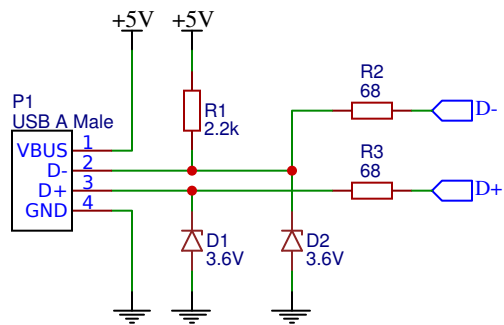 +5V
+5V
P1
USB A Male
VBUS 1
D- 2
D+ 3
GND 4
R1
2.2k
R2
68
D-
R3
68
D+
D1
3.6V
D2
3.6V